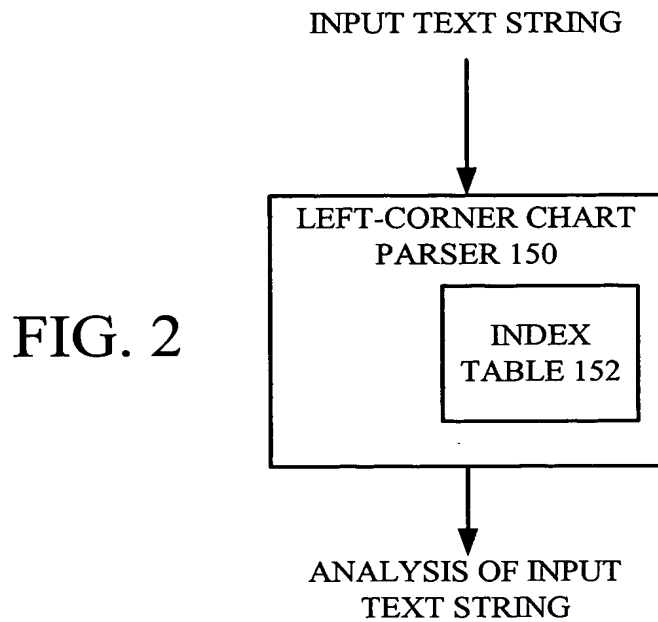 INPUT TEXT STRING
LEFT-CORNER CHART
PARSER 150
INDEX
TABLE 152
FIG. 2
ANALYSIS OF INPUT
TEXT STRING